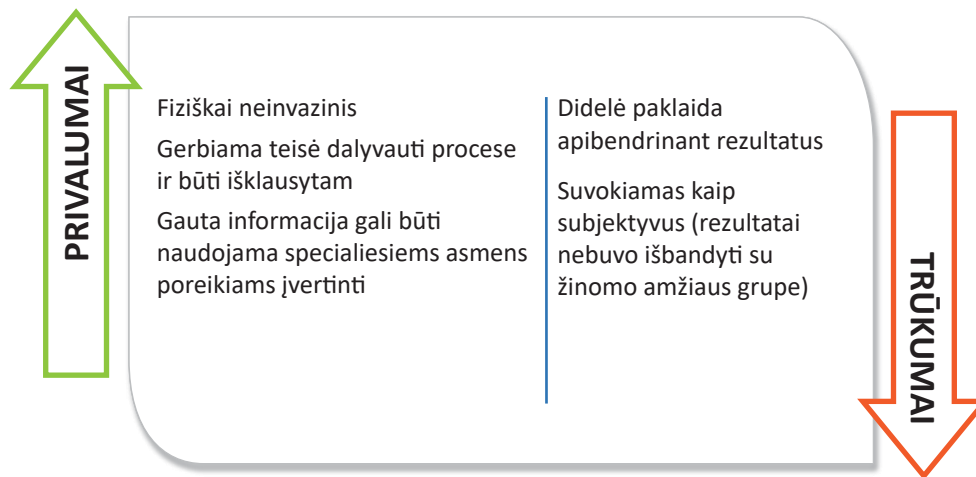 PRIVALUMAI
Fiziškai neinvazinis
Gerbiama teisė dalyvauti procese
ir būti išklausytam
Gauta informacija gali būti
naudojama specialiesiems asmens
poreikiams įvertinti
Didelė paklaida
apibendrinant rezultatus
Suvokiamas kaip
subjektyvus (rezultatai
nebuvo išbandyti su
žinomo amžiaus grupe)
TRŪKUMAI